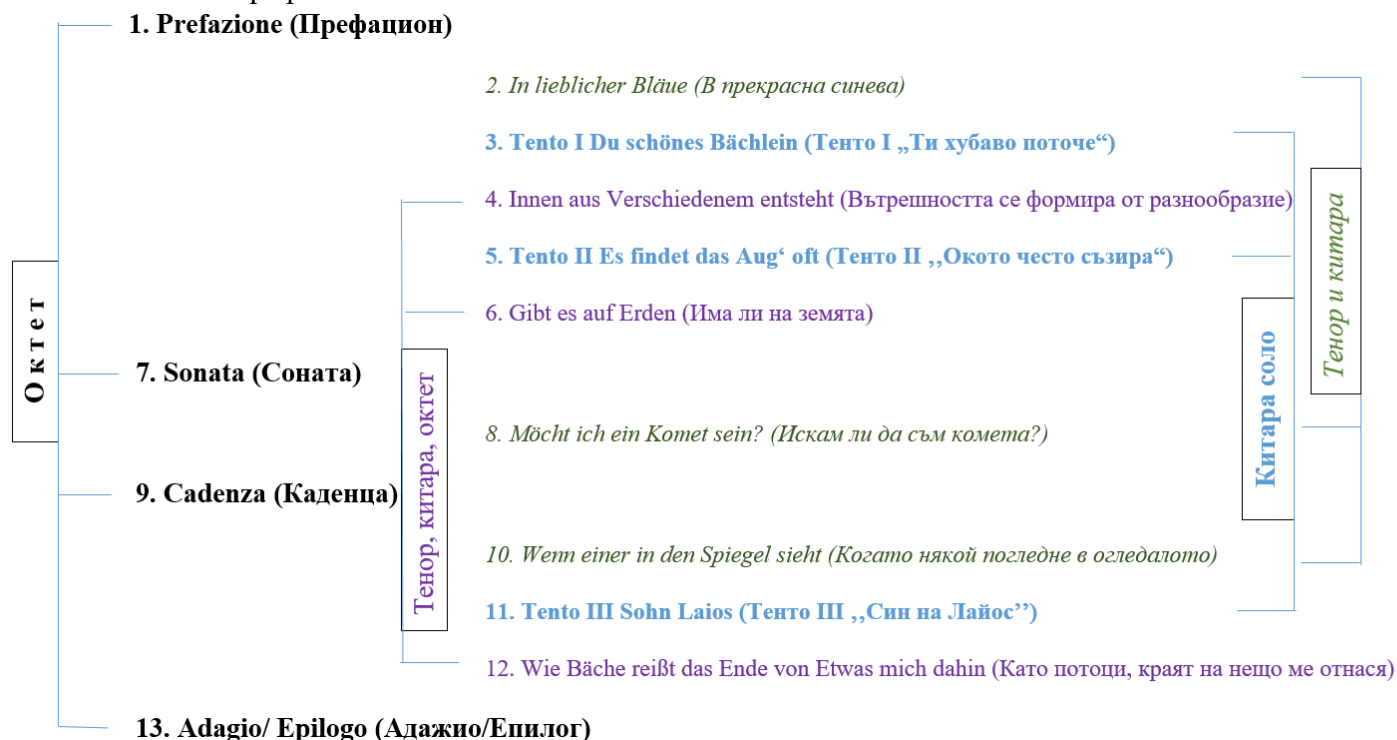 1. Prefazione (Префацион)
2. In lieblicher Bläue (В прекрасна синева)
3. Tento I Du schönes Bächlein (Тенто I „Ти хубаво поточе“)
4. Innen aus Verschiedenem entsteht (Вътрешността се формира от разнообразие)
5. Tento II Es findet das Aug‘ oft (Тенто II ,,Окото често съзира“)
6. Gibt es auf Erden (Има ли на земята)
7. Sonata (Соната)
8. Möcht ich ein Komet sein? (Искам ли да съм комета?)
9. Cadenza (Каденца)
10. Wenn einer in den Spiegel sieht (Когато някой погледне в огледалото)
11. Tento III Sohn Laios (Тенто III ,,Син на Лайос’’)
12. Wie Bäche reißt das Ende von Etwas mich dahin (Като потоци, краят на нещо ме отнася)
13. Adagio/ Epilogo (Адажио/Епилог)
Октет
Тенор, китара, октет
Китара соло
Тенор и китара